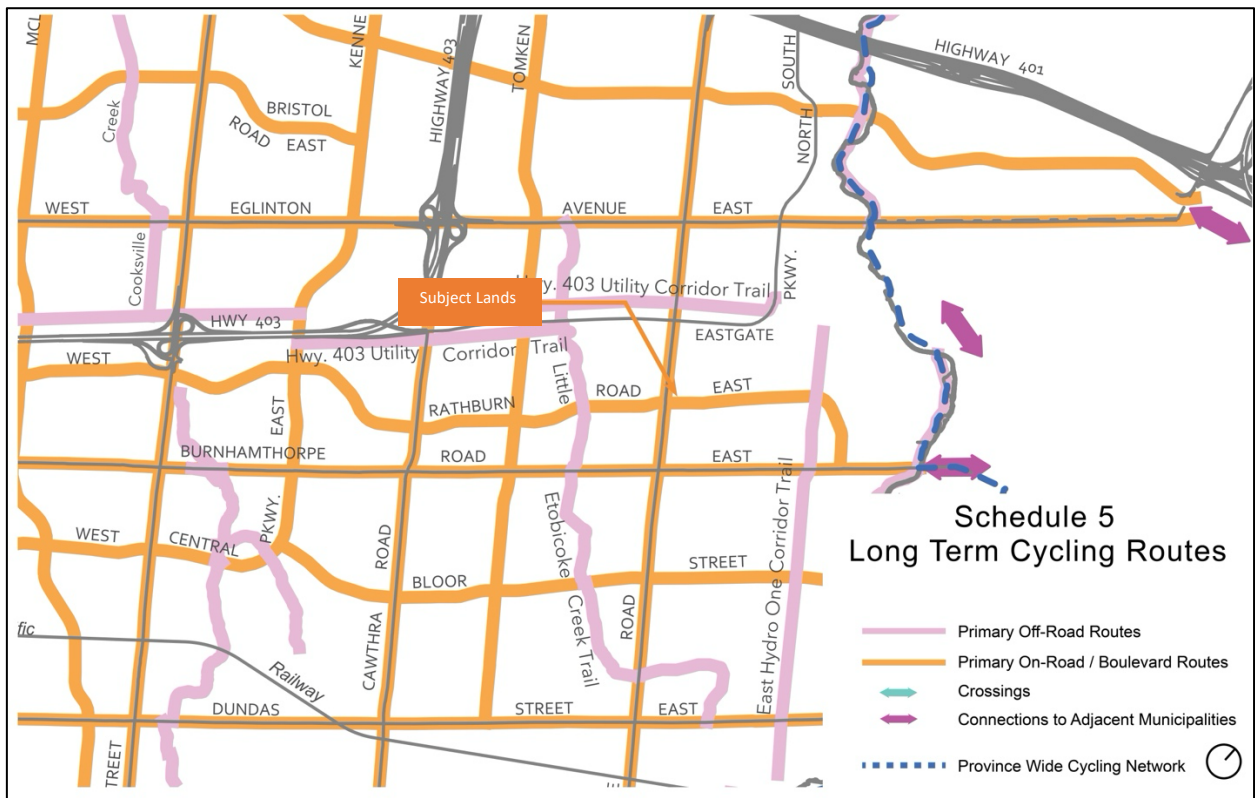 MCL
KENNE
HIGHWAY 403
TOMKEN
SOUTH
HIGHWAY 401
Creek
BRISTOL
ROAD EAST
NORTH
WEST
EGLINTON
AVENUE
EAST
Cooksville
Subject Lands
wy. 403 Utility Corridor Trail
PKWY.
HWY 403
EASTGATE
Hwy. 403 Utility Corridor Trail
WEST
Little
ROAD
EAST
RATHBURN
EAST
BURNHAMTHORPE
ROAD
EAST
WEST
CENTRAL
PKWY.
ROAD
Etobicoke
BLOOR
STREET
East Hydro One Corridor Trail
Creek Trail
ROAD
fic
Railway
CAWTHRA
DUNDAS
STREET
EAST
TREET
Schedule 5
Long Term Cycling Routes
Primary Off-Road Routes
Primary On-Road / Boulevard Routes
Crossings
Connections to Adjacent Municipalities
Province Wide Cycling Network